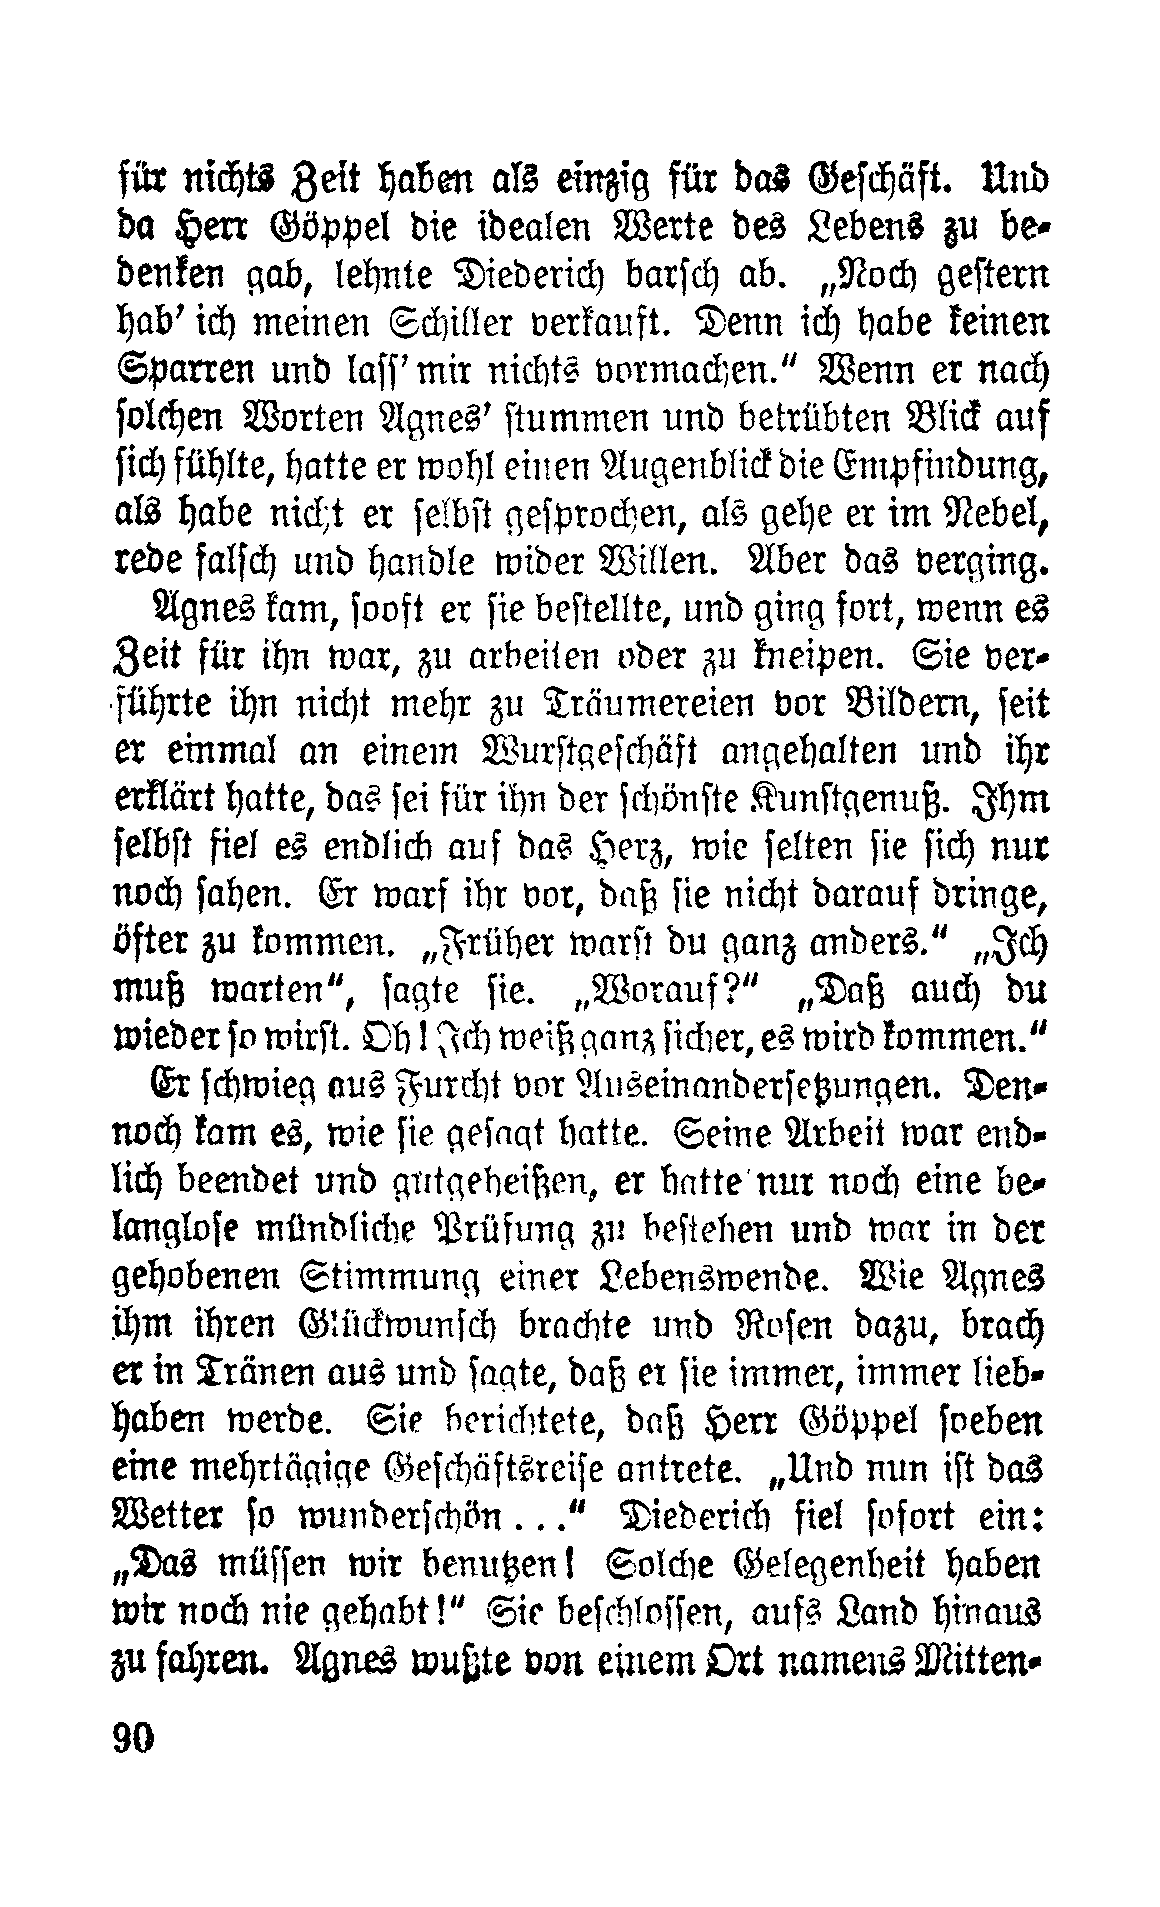 für nichts Zeit haben als einzig für das Geschäft. Und
da Herr Göppel die idealen Werte des Lebens zu be-
denken gab, lehnte Diederich barsch ab. „Noch gestern
hab' ich meinen Schiller verkauft. Denn ich habe keinen
Sparren und lass' mir nichts vormachen.“ Wenn er nach
solchen Worten Agnes' stummen und betrübten Blick auf
sich fühlte, hatte er wohl einen Augenblick die Empfindung,
als habe nicht er selbst gesprochen, als gehe er im Nebel,
rede falsch und handle wider Willen. Aber das verging.
Agnes kam, sooft er sie bestellte, und ging fort, wenn es
Zeit für ihn war, zu arbeiten oder zu kneipen. Sie ver-
führte ihn nicht mehr zu Träumereien vor Bildern, seit
er einmal an einem Wurstgeschäft angehalten und ihr
erklärt hatte, das sei für ihn der schönste Kunstgenuß. Ihm
selbst fiel es endlich auf das Herz, wie selten sie sich nur
noch sahen. Er warf ihr vor, daß sie nicht darauf dringe,
öfter zu kommen. „Früher warst du ganz anders.“ „Ich
muß warten“, sagte sie. „Worauf?“ „Daß auch du
wieder so wirst. Oh! Ich weiß ganz sicher, es wird kommen.“
Er schwieg aus Furcht vor Auseinandersetzungen. Den-
noch kam es, wie sie gesagt hatte. Seine Arbeit war end-
lich beendet und gutgeheißen, er hatte nur noch eine be-
langlose mündliche Prüfung zu bestehen und war in der
gehobenen Stimmung einer Lebenswende. Wie Agnes
ihm ihren Glückwunsch brachte und Rosen dazu, brach
er in Tränen aus und sagte, daß er sie immer, immer lieb-
haben werde. Sie berichtete, daß Herr Göppel soeben
eine mehrtägige Geschäftsreise antrete. „Und nun ist das
Wetter so wunderschön . . .“ Diederich fiel sofort ein:
„Das müssen wir benutzen! Solche Gelegenheit haben
wir noch nie gehabt!“ Sie beschlossen, aufs Land hinaus
zu fahren. Agnes wußte von einem Ort namens Mitten-
90